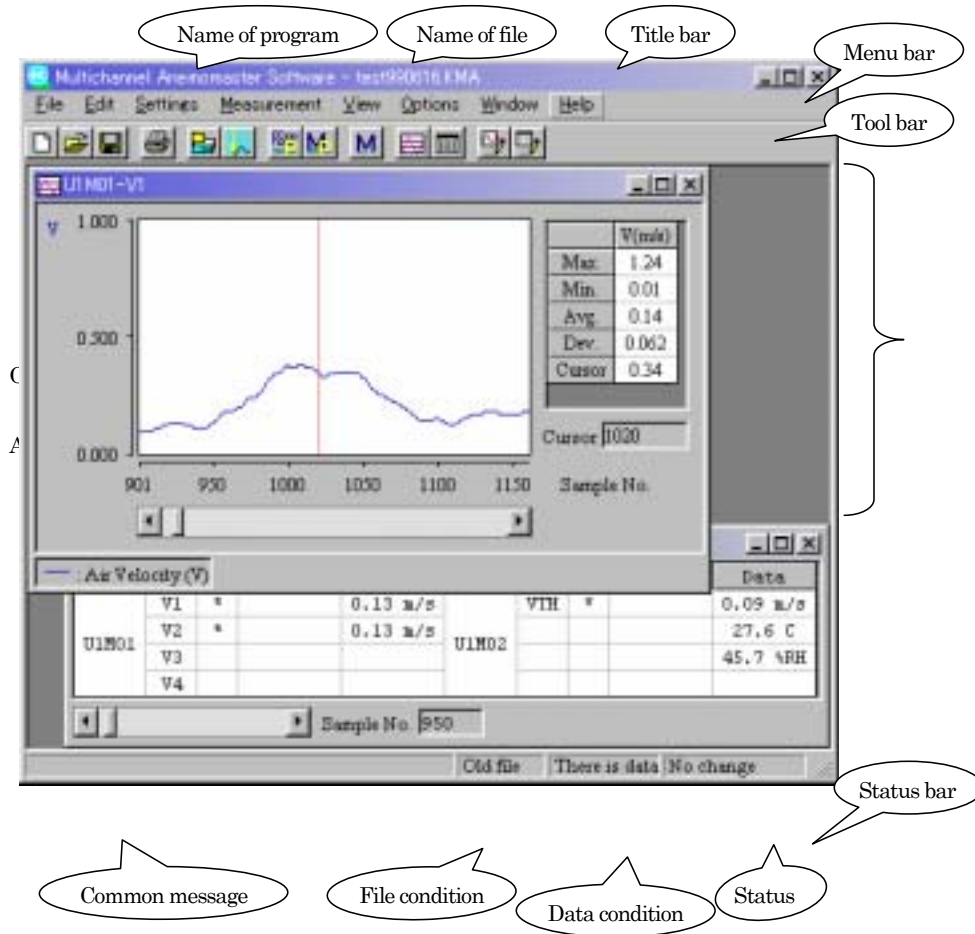 Name of program
Name of file
Title bar
Menu bar
Tool bar
Multichannel Anemomaster Software - test990616.KMA
File Edit Settings Measurement View Options Window Help
U1M01-V1
V
1.000
0.500
0.000
901 950 1000 1050 1100 1150
V(m/s)
Max. 1.24
Min. 0.01
Avg. 0.14
Dev. 0.062
Cursor 0.34
Cursor 1020
Sample No.
: Air Velocity (V)
Data
U1M01
V1 * 0.13 m/s
V2 * 0.13 m/s
V3
V4
U1M02
VTH * 0.09 m/s
27.6 C
45.7 %RH
Sample No. 950
Old file There is data No change
Status bar
Common message
File condition
Data condition
Status